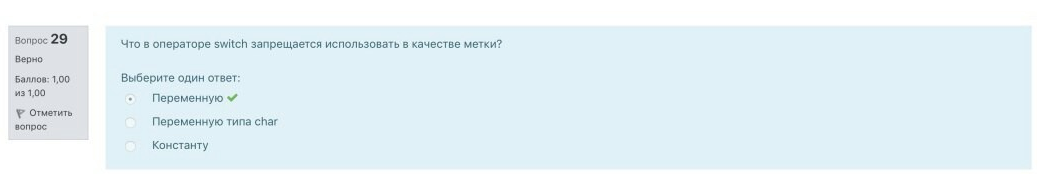 Вопрос 29
Верно
Баллов: 1,00
из 1,00
Отметить
вопрос
Что в операторе switch запрещается использовать в качестве метки?
Выберите один ответ:
Переменную
Переменную типа char
Константу